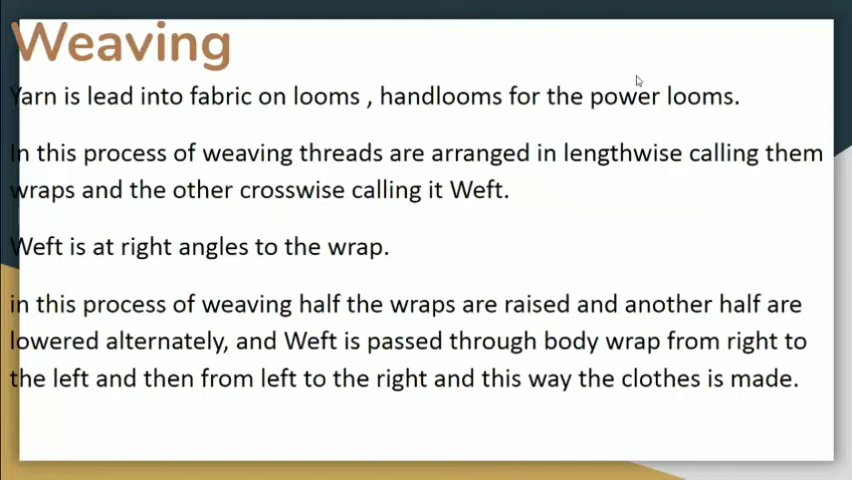 Weaving
Yarn is lead into fabric on looms , handlooms for the power looms.
In this process of weaving threads are arranged in lengthwise calling them
wraps and the other crosswise calling it Weft.
Weft is at right angles to the wrap.
in this process of weaving half the wraps are raised and another half are
lowered alternately, and Weft is passed through body wrap from right to
the left and then from left to the right and this way the clothes is made.